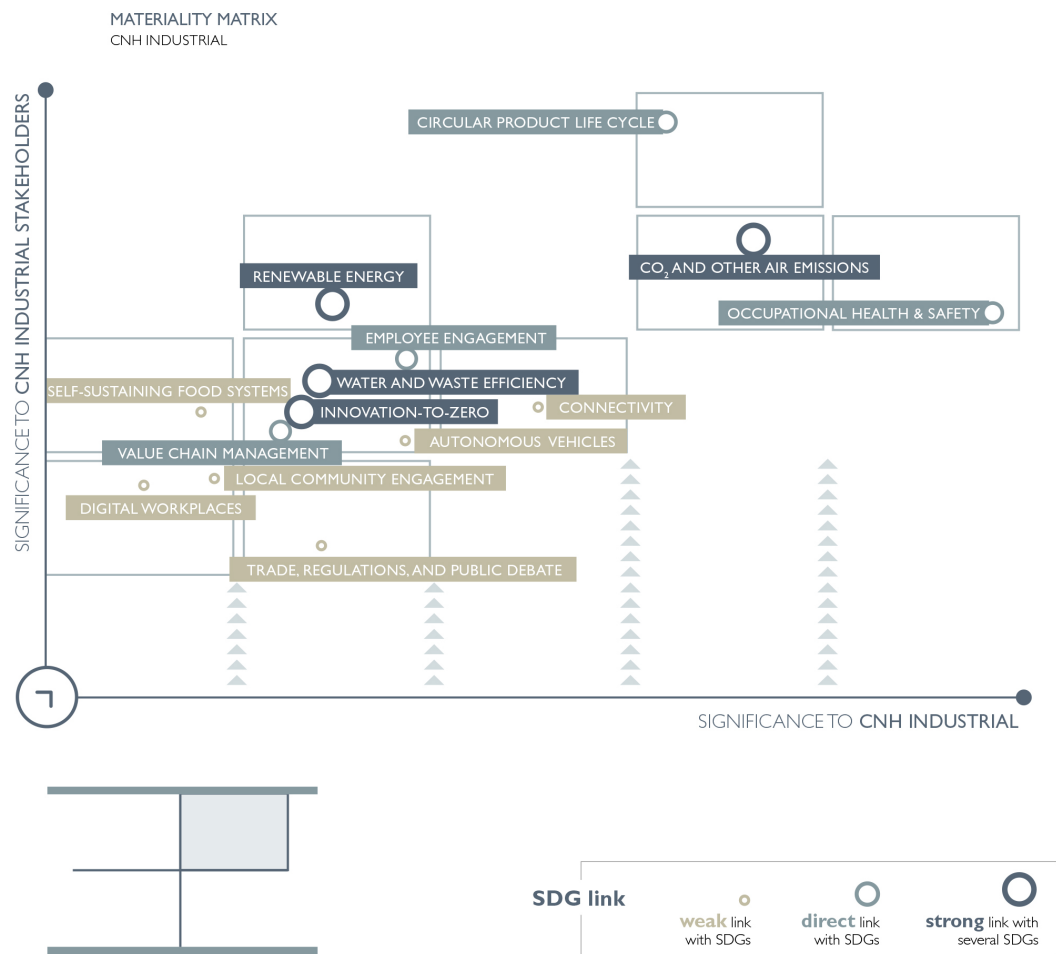 MATERIALITY MATRIX
CNH INDUSTRIAL
SIGNIFICANCE TO CNH INDUSTRIAL STAKEHOLDERS
CIRCULAR PRODUCT LIFE CYCLE
CO2 AND OTHER AIR EMISSIONS
RENEWABLE ENERGY
OCCUPATIONAL HEALTH & SAFETY
EMPLOYEE ENGAGEMENT
WATER AND WASTE EFFICIENCY
SELF-SUSTAINING FOOD SYSTEMS
CONNECTIVITY
INNOVATION-TO-ZERO
AUTONOMOUS VEHICLES
VALUE CHAIN MANAGEMENT
LOCAL COMMUNITY ENGAGEMENT
DIGITAL WORKPLACES
TRADE, REGULATIONS, AND PUBLIC DEBATE
SIGNIFICANCE TO CNH INDUSTRIAL
SDG link
weak link
with SDGs
direct link
with SDGs
strong link with
several SDGs